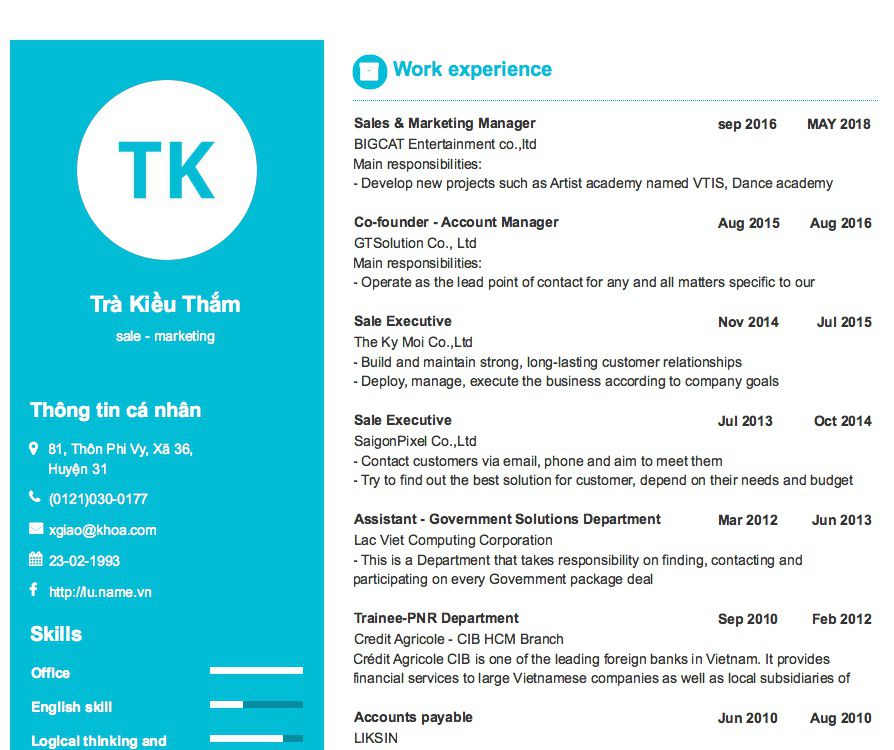 TK
Trà Kiều Thắm
sale - marketing
Thông tin cá nhân
81, Thôn Phi Vy, Xã 36,
Huyện 31
(0121)030-0177
xgiao@khoa.com
23-02-1993
http://lu.name.vn
Skills
Office
English skill
Logical thinking and
Work experience
Sales & Marketing Manager sep 2016 MAY 2018
BIGCAT Entertainment co.,ltd
Main responsibilities:
- Develop new projects such as Artist academy named VTIS, Dance academy
Co-founder - Account Manager Aug 2015 Aug 2016
GTSolution Co., Ltd
Main responsibilities:
- Operate as the lead point of contact for any and all matters specific to our
Sale Executive Nov 2014 Jul 2015
The Ky Moi Co.,Ltd
- Build and maintain strong, long-lasting customer relationships
- Deploy, manage, execute the business according to company goals
Sale Executive Jul 2013 Oct 2014
SaigonPixel Co.,Ltd
- Contact customers via email, phone and aim to meet them
- Try to find out the best solution for customer, depend on their needs and budget
Assistant - Government Solutions Department Mar 2012 Jun 2013
Lac Viet Computing Corporation
- This is a Department that takes responsibility on finding, contacting and
participating on every Government package deal
Trainee-PNR Department Sep 2010 Feb 2012
Credit Agricole - CIB HCM Branch
Crédit Agricole CIB is one of the leading foreign banks in Vietnam. It provides
financial services to large Vietnamese companies as well as local subsidiaries of
Accounts payable Jun 2010 Aug 2010
LIKSIN